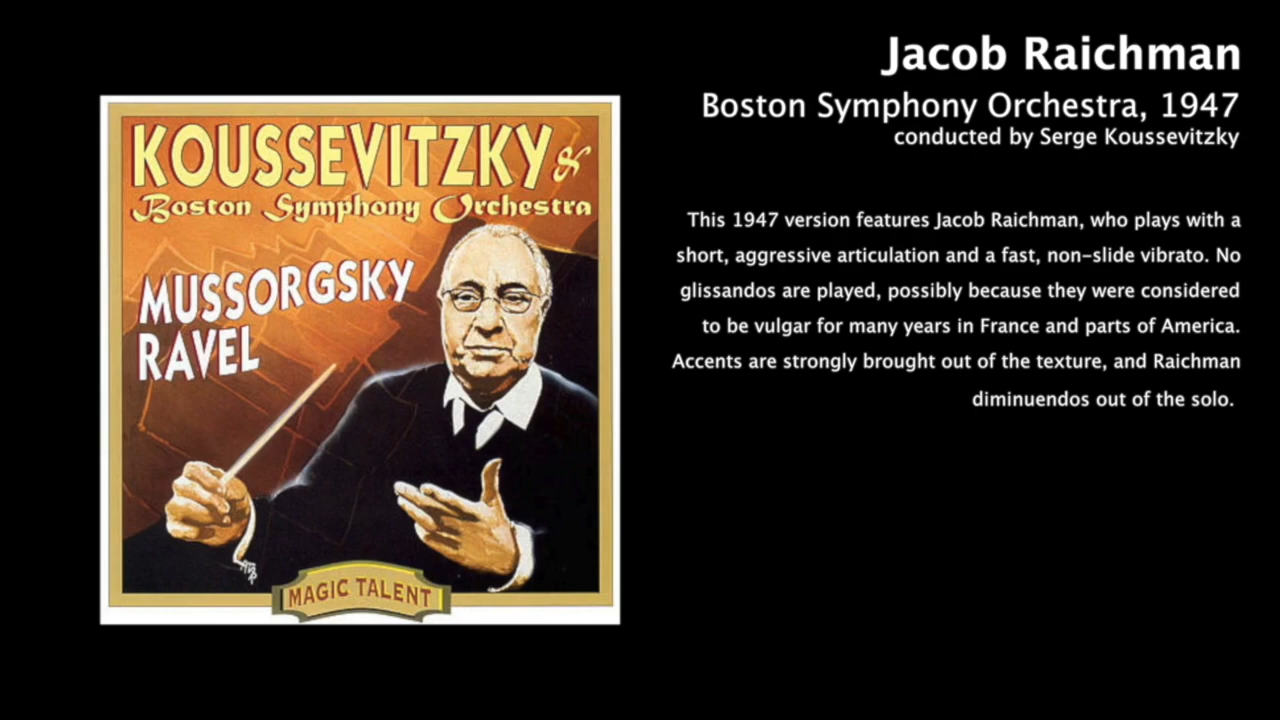 Jacob Raichman
Boston Symphony Orchestra, 1947
conducted by Serge Koussevitzky
This 1947 version features Jacob Raichman, who plays with a
short, aggressive articulation and a fast, non-slide vibrato. No
glissandos are played, possibly because they were considered
to be vulgar for many years in France and parts of America.
Accents are strongly brought out of the texture, and Raichman
diminuendos out of the solo.
KOUSSEVITZKY &
Boston Symphony Orchestra
MUSSORGSKY
RAVEL
MAGIC TALENT